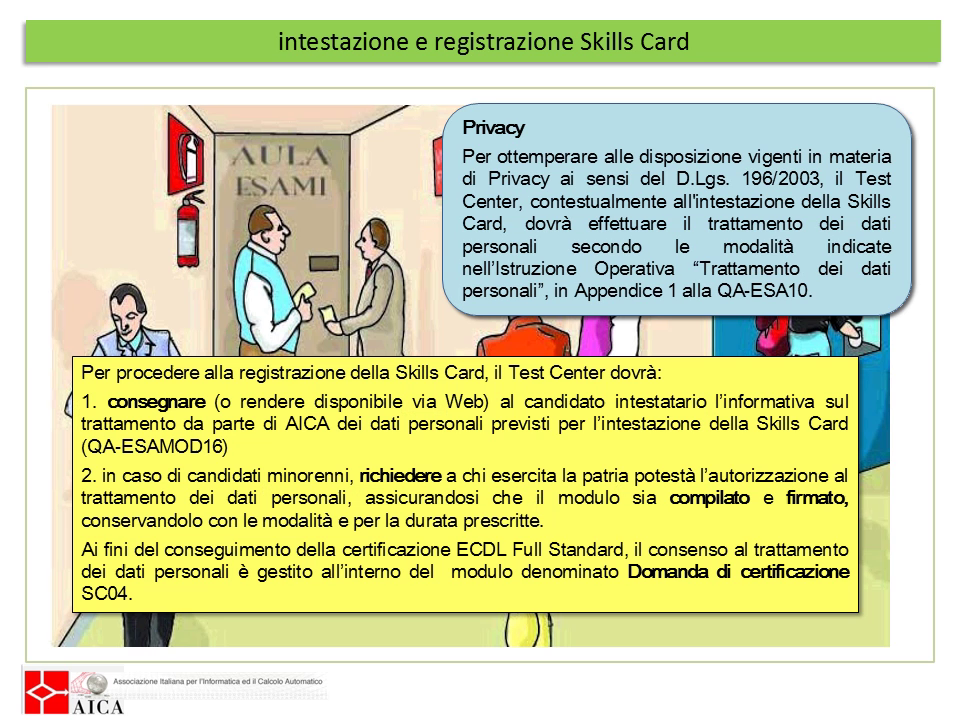 intestazione e registrazione Skills Card
AULA
ESAMI
Privacy
Per ottemperare alle disposizione vigenti in materia
di Privacy ai sensi del D.Lgs. 196/2003, il Test
Center, contestualmente all'intestazione della Skills
Card, dovrà effettuare il trattamento dei dati
personali secondo le modalità indicate
nell’Istruzione Operativa “Trattamento dei dati
personali”, in Appendice 1 alla QA-ESA10.
Per procedere alla registrazione della Skills Card, il Test Center dovrà:
1. consegnare (o rendere disponibile via Web) al candidato intestatario l’informativa sul
trattamento da parte di AICA dei dati personali previsti per l’intestazione della Skills Card
(QA-ESAMOD16)
2. in caso di candidati minorenni, richiedere a chi esercita la patria potestà l’autorizzazione al
trattamento dei dati personali, assicurandosi che il modulo sia compilato e firmato,
conservandolo con le modalità e per la durata prescritte.
Ai fini del conseguimento della certificazione ECDL Full Standard, il consenso al trattamento
dei dati personali è gestito all’interno del modulo denominato Domanda di certificazione
SC04.
Associazione Italiana per l'Informatica ed il Calcolo Automatico
AICA